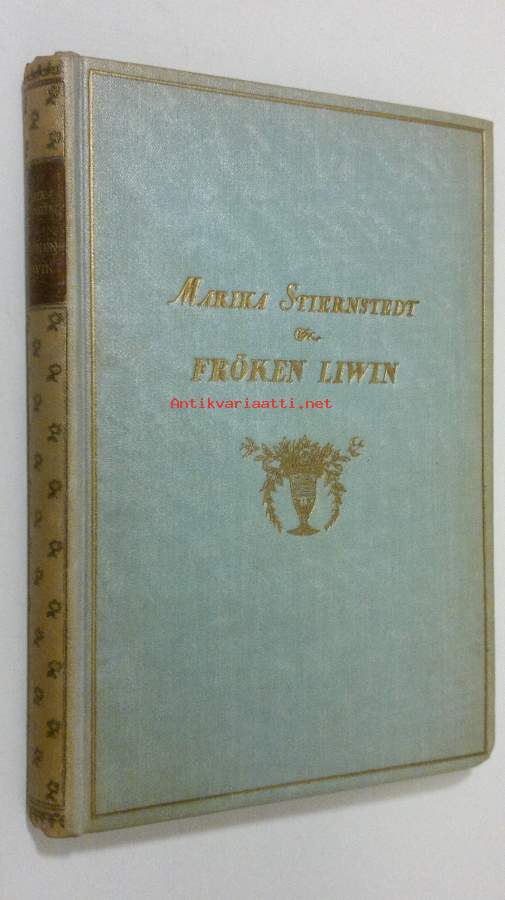 MARIKA STIERNSTEDT
FRÖKEN LIWIN
Antikvariaatti.net